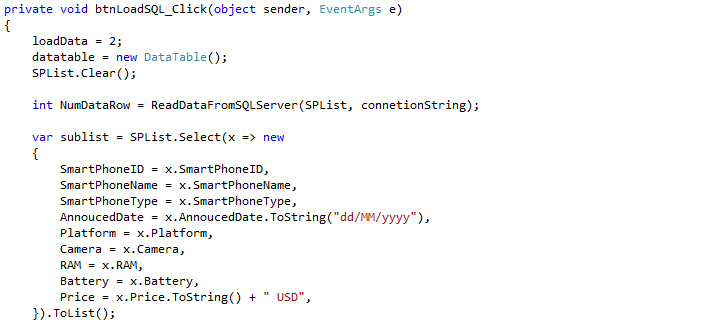 private void btnLoadSQL_Click(object sender, EventArgs e)
{
    loadData = 2;
    datatable = new DataTable();
    SPList.Clear();

    int NumDataRow = ReadDataFromSQLServer(SPList, connetionString);

    var sublist = SPList.Select(x => new
    {
        SmartPhoneID = x.SmartPhoneID,
        SmartPhoneName = x.SmartPhoneName,
        SmartPhoneType = x.SmartPhoneType,
        AnnoucedDate = x.AnnoucedDate.ToString("dd/MM/yyyy"),
        Platform = x.Platform,
        Camera = x.Camera,
        RAM = x.RAM,
        Battery = x.Battery,
        Price = x.Price.ToString() + " USD",
    }).ToList();